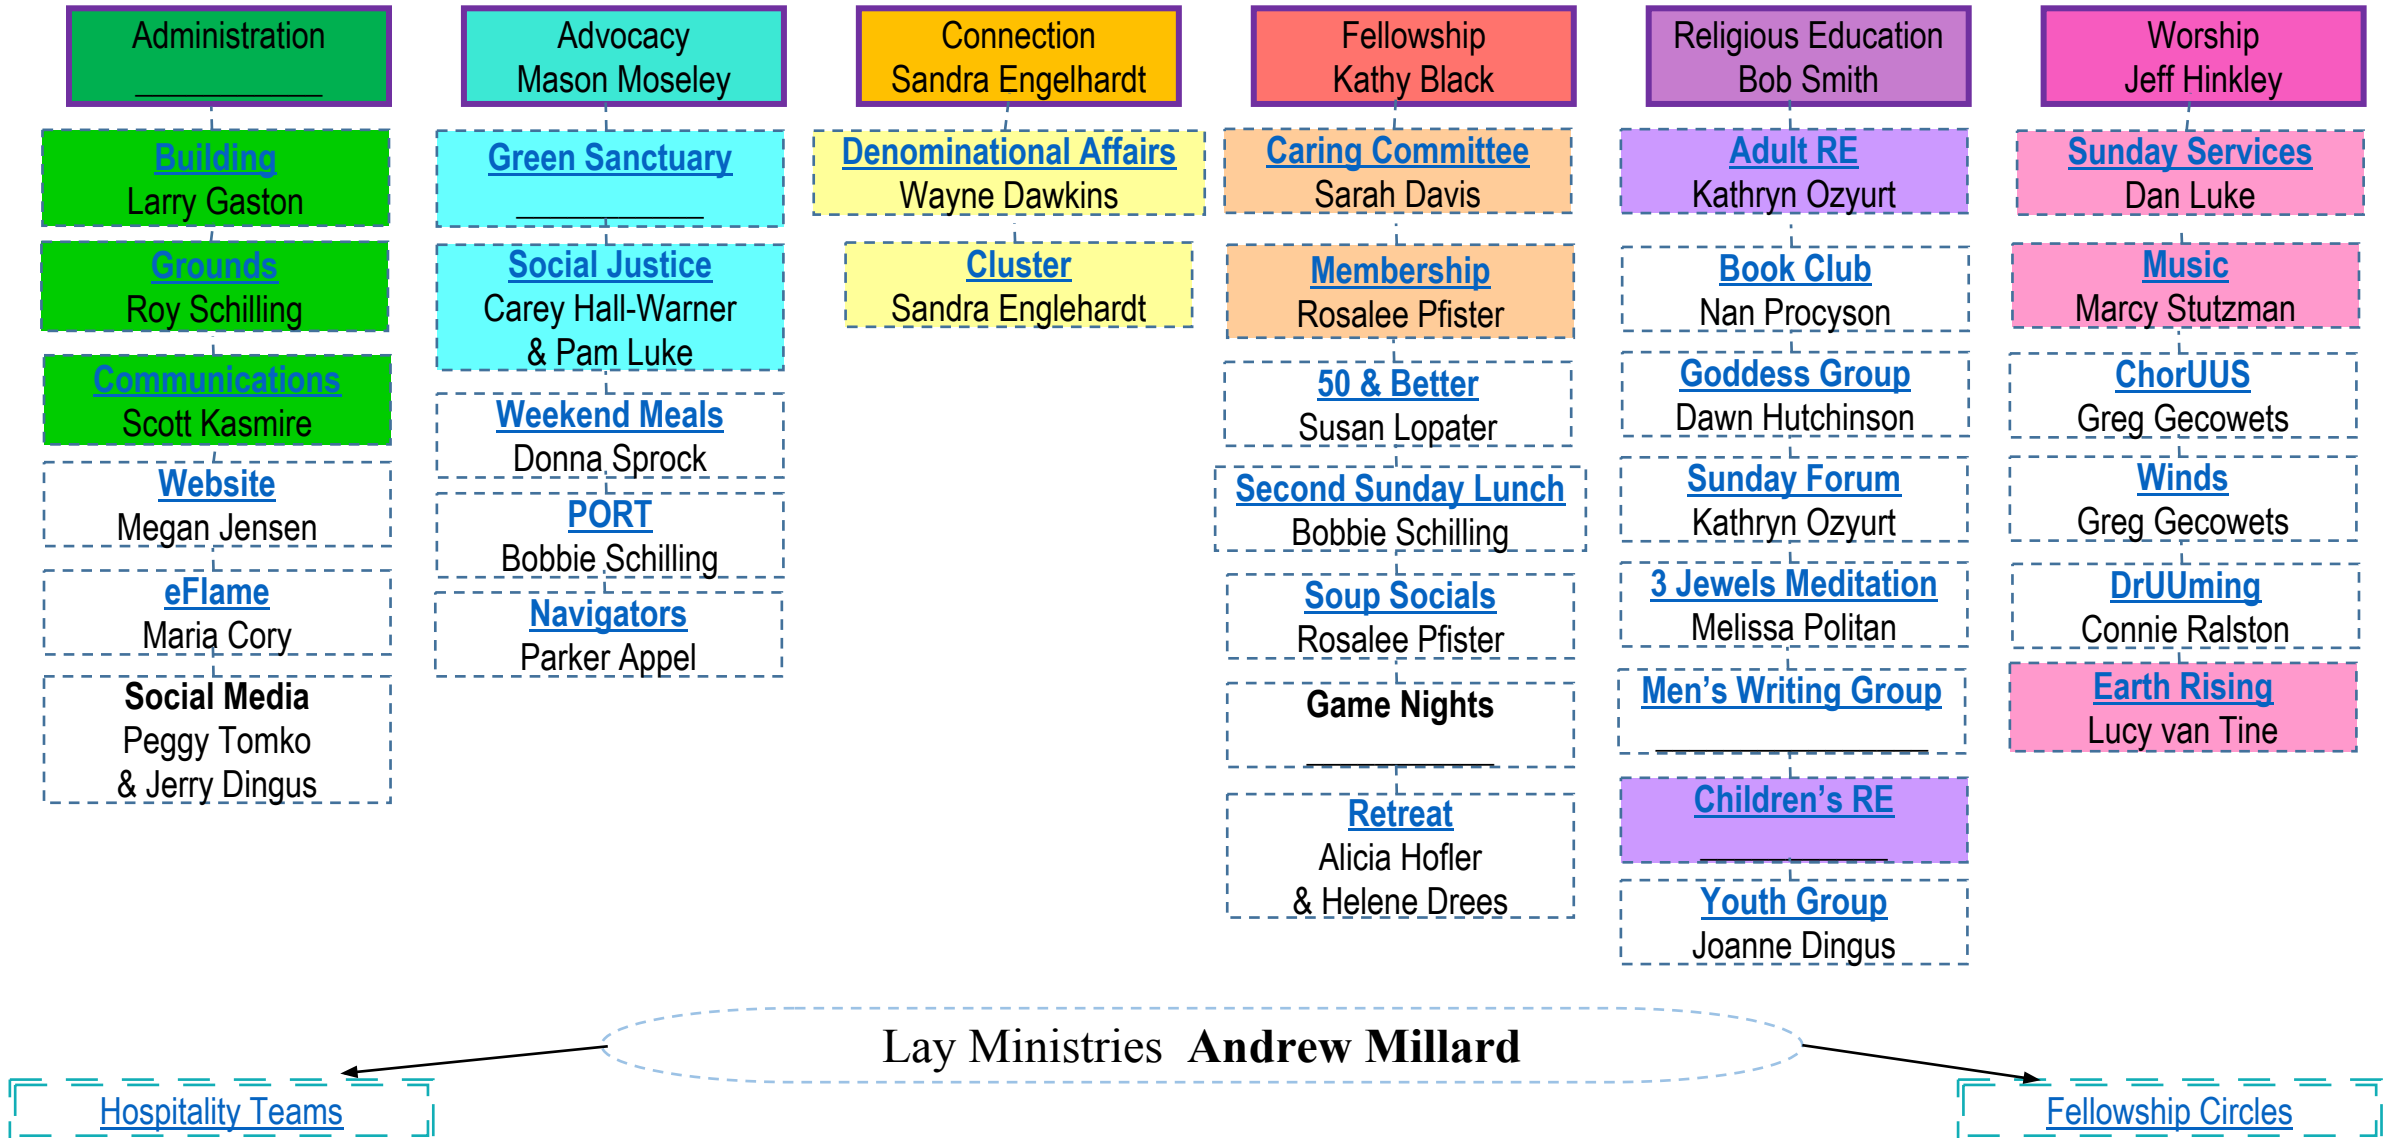 Administration
___________
Building
Larry Gaston
Grounds
Roy Schilling
Communications
Scott Kasmire
Website
Megan Jensen
eFlame
Maria Cory
Social Media
Peggy Tomko
& Jerry Dingus
Advocacy
Mason Moseley
Green Sanctuary
___________
Social Justice
Carey Hall-Warner
& Pam Luke
Weekend Meals
Donna Sprock
PORT
Bobbie Schilling
Navigators
Parker Appel
Connection
Sandra Engelhardt
Denominational Affairs
Wayne Dawkins
Cluster
Sandra Englehardt
Fellowship
Kathy Black
Caring Committee
Sarah Davis
Membership
Rosalee Pfister
50 & Better
Susan Lopater
Second Sunday Lunch
Bobbie Schilling
Soup Socials
Rosalee Pfister
Game Nights
___________
Retreat
Alicia Hofler
& Helene Drees
Religious Education
Bob Smith
Adult RE
Kathryn Ozyurt
Book Club
Nan Procyson
Goddess Group
Dawn Hutchinson
Sunday Forum
Kathryn Ozyurt
3 Jewels Meditation
Melissa Politan
Men's Writing Group
________________
Children's RE
___________
Youth Group
Joanne Dingus
Worship
Jeff Hinkley
Sunday Services
Dan Luke
Music
Marcy Stutzman
ChorUUS
Greg Gecowets
Winds
Greg Gecowets
DrUUming
Connie Ralston
Earth Rising
Lucy van Tine
Lay Ministries Andrew Millard
Hospitality Teams
Fellowship Circles